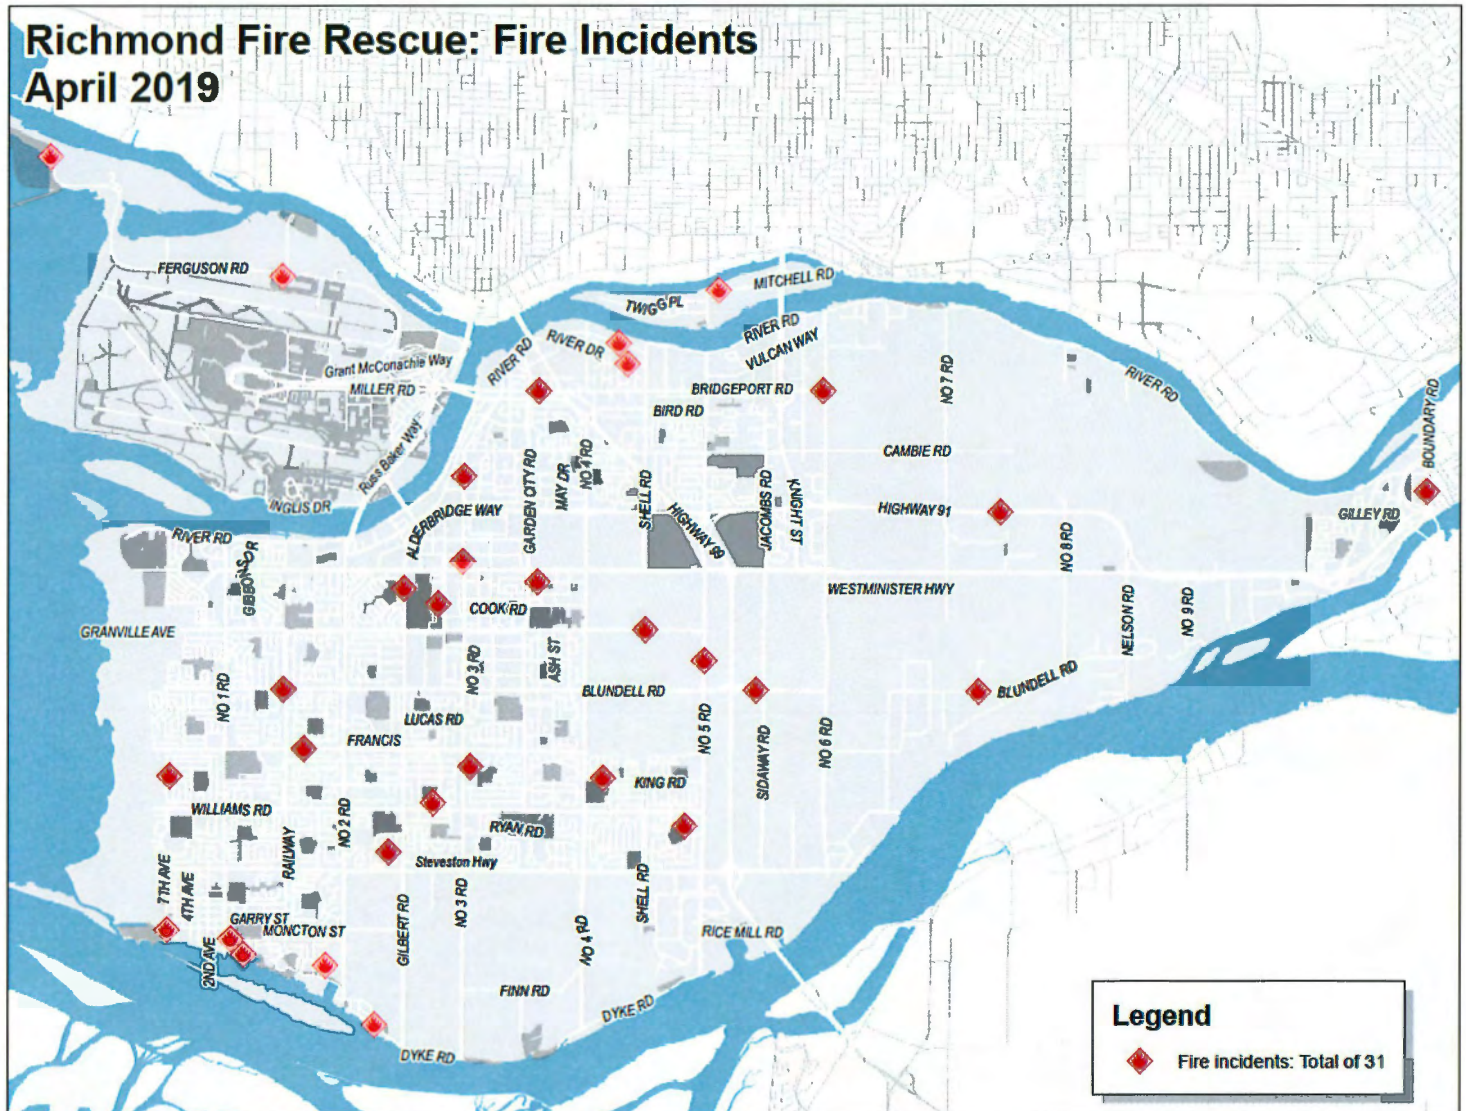 Richmond Fire Rescue: Fire Incidents
April 2019
FERGUSON RD
MITCHELL RD
TWIGG PL
RIVER RD
RIVER DR
RIVER RD
VULCAN WAY
Grant McConachie Way
MILLER RD
BRIDGEPORT RD
NO 7 RD
RIVER RD
BOUNDARY RD
BIRD RD
Russ Baker Way
CAMBIE RD
GARDEN CITY RD
MAY DR
NO 4 RD
SHELL RD
HIGHWAY 99
JACOBS RD
KNIGHT ST
INGLIS DR
ALDERBRIDGE WAY
HIGHWAY 91
GILLEY RD
RIVER RD
GIBBONS DR
NO 8 RD
WESTMINISTER HWY
COOK RD
NELSON RD
NO 9 RD
GRANVILLE AVE
NO 3 RD
ASH ST
NO 1 RD
BLUNDELL RD
BLUNDELL RD
LUCAS RD
FRANCIS
NO 5 RD
SIDAWAY RD
NO 6 RD
KING RD
WILLIAMS RD
NO 2 RD
RYAN RD
RAILWAY
Steveston Hwy
7TH AVE
4TH AVE
GARRY ST
MONCTON ST
2ND AVE
GILBERT RD
NO 3 RD
NO 4 RD
SHELL RD
RICE MILL RD
FINN RD
DYKE RD
DYKE RD
Legend
Fire incidents: Total of 31